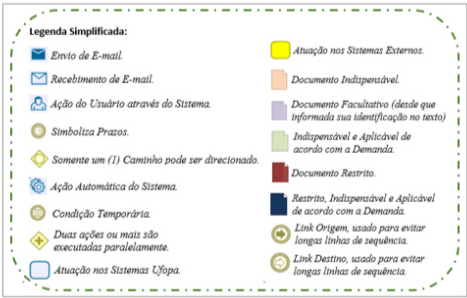 Legenda Simplificada:
Envio de E-mail.
Recebimento de E-mail.
Ação do Usuário através do Sistema.
Simboliza Prazos.
Somente um (1) Caminho pode ser direcionado.
Ação Automática do Sistema.
Condição Temporária.
Duas ações ou mais são
executadas paralelamente.
Atuação nos Sistemas Ufopa.
Atuação nos Sistemas Externos.
Documento Indispensável.
Documento Facultativo (desde que
informada sua identificação no texto)
Indispensável e Aplicável de
acordo com a Demanda.
Documento Restrito.
Restrito, Indispensável e Aplicável
de acordo com a Demanda.
Link Origem, usado para evitar
longas linhas de sequência.
Link Destino, usado para evitar
longas linhas de sequência.